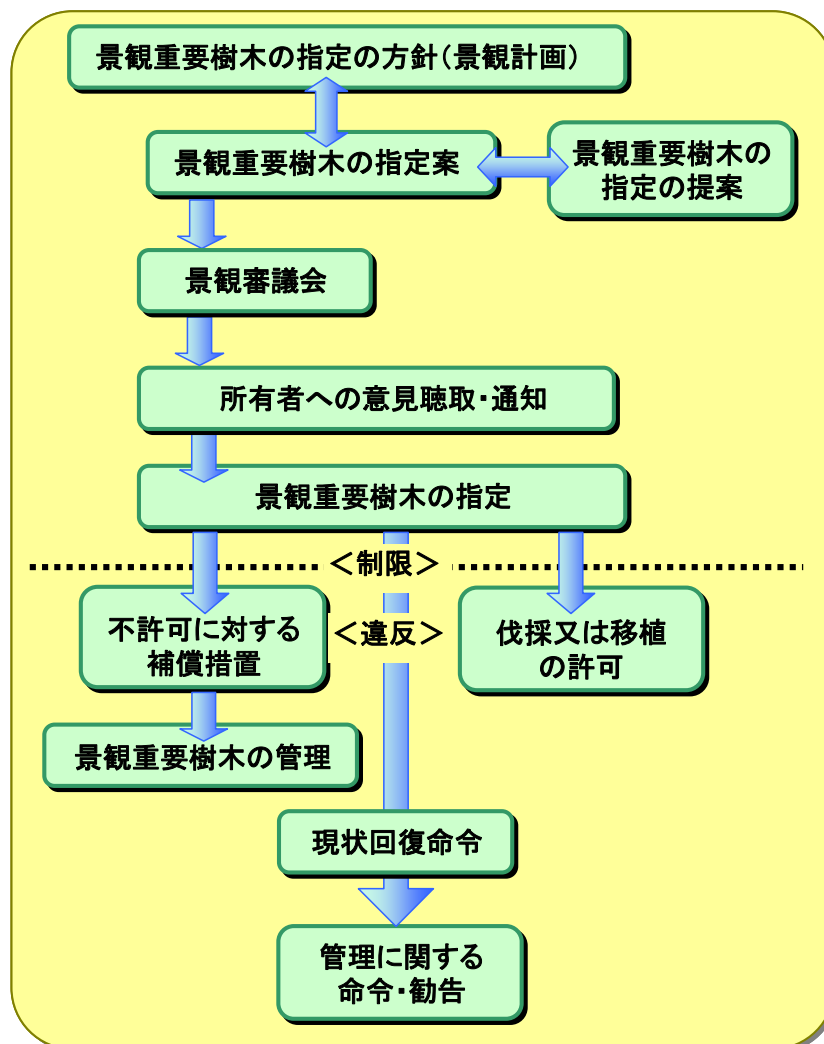 景観重要樹木の指定の方針(景観計画)
景観重要樹木の指定案
景観重要樹木の
指定の提案
景観審議会
所有者への意見聴取・通知
景観重要樹木の指定
<制限>
不許可に対する
補償措置
<違反>
伐採又は移植
の許可
景観重要樹木の管理
現状回復命令
管理に関する
命令・勧告